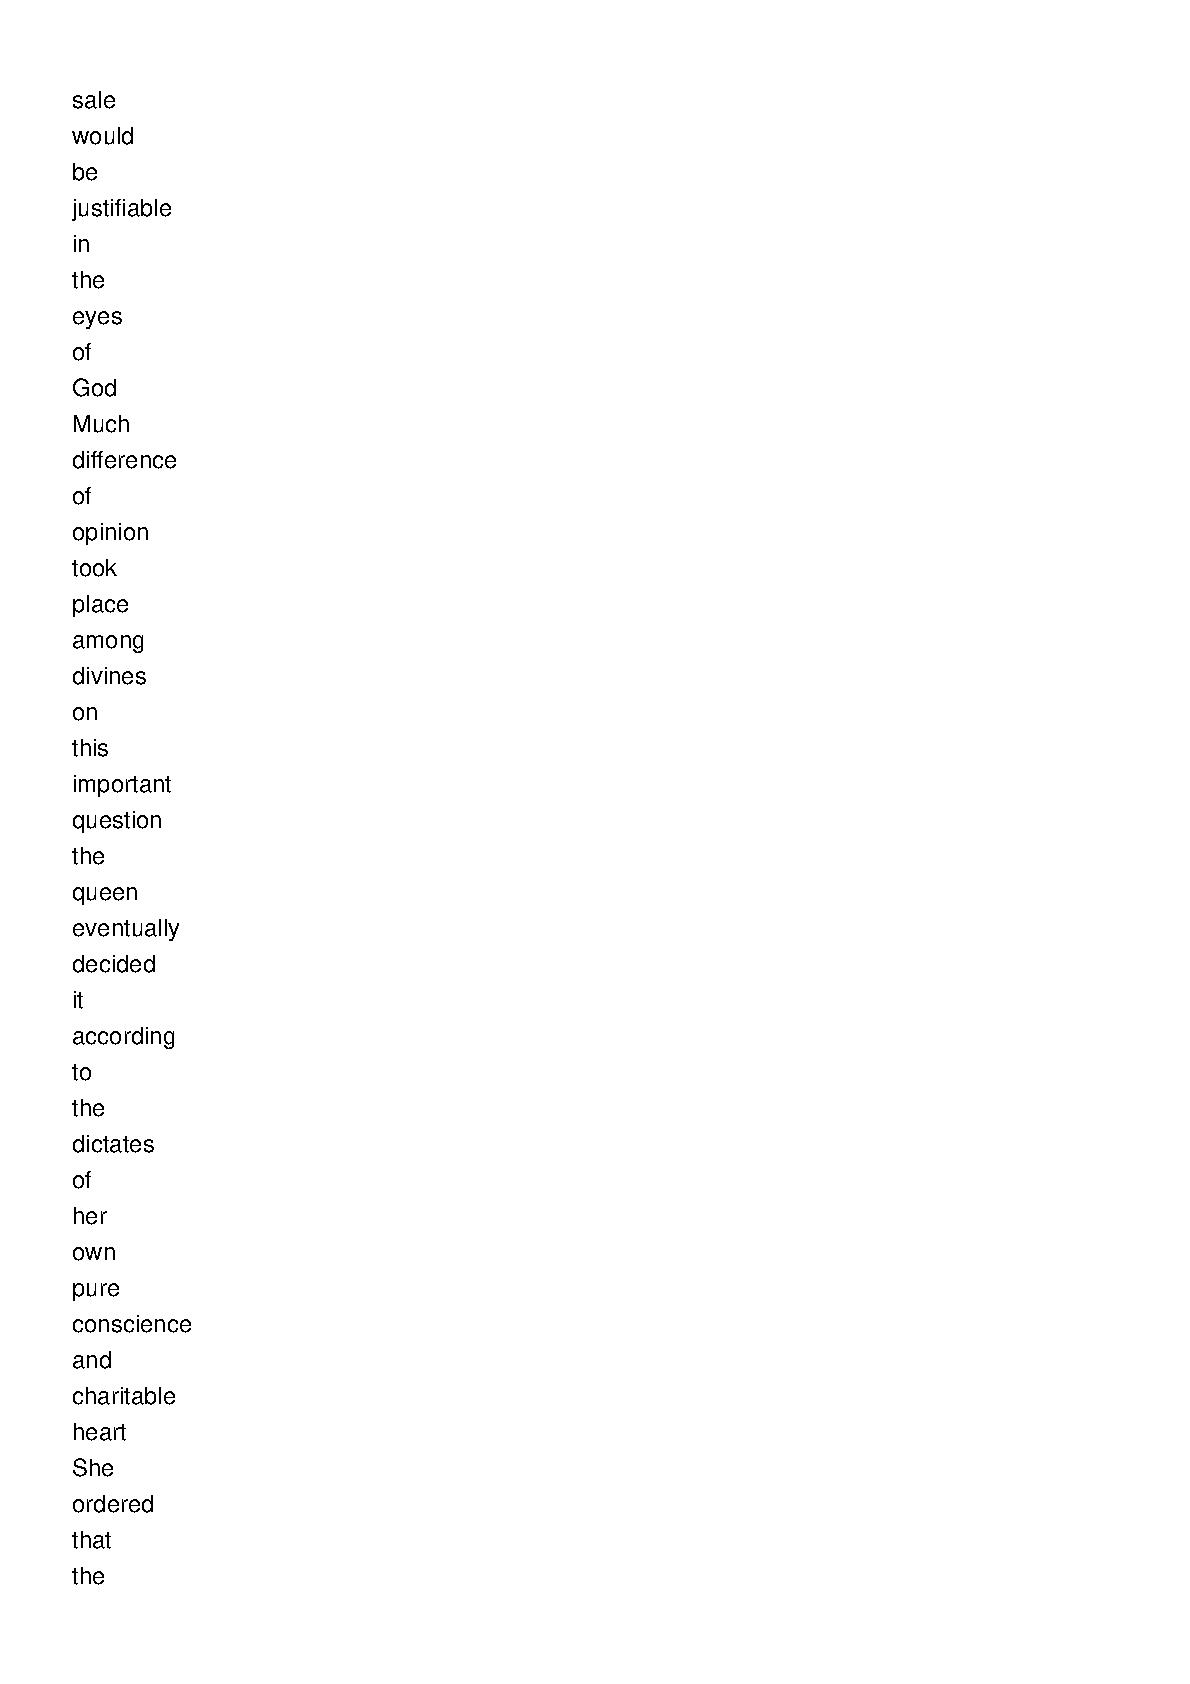 sale
would
be
justifiable
in
the
eyes
of
God
Much
difference
of
opinion
took
place
among
divines
on
this
important
question
the
queen
eventually
decided
it
according
to
the
dictates
of
her
own
pure
conscience
and
charitable
heart
She
ordered
that
the